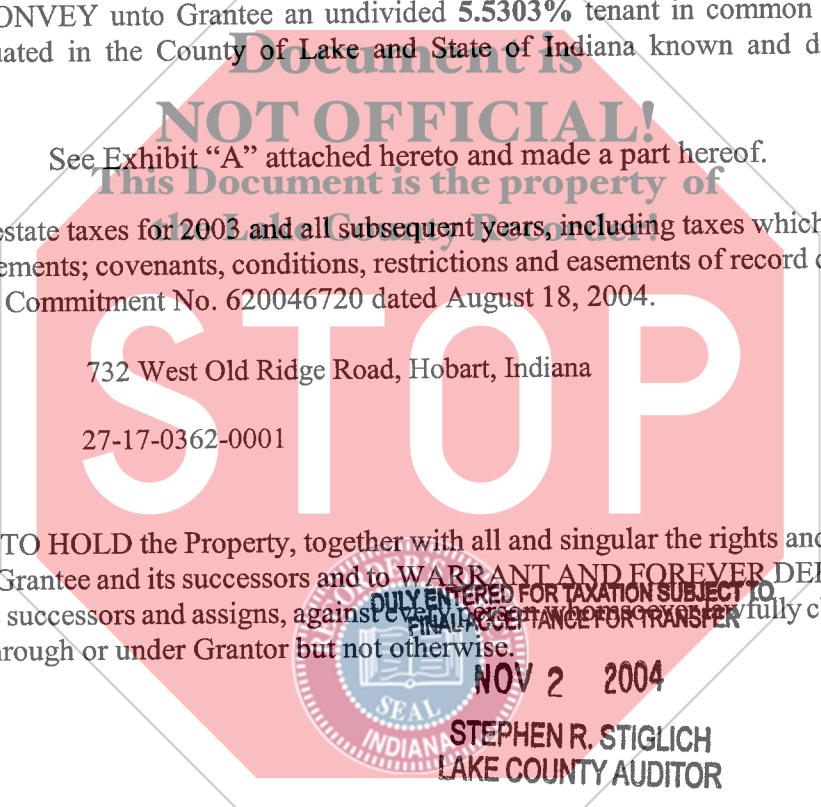 ONVEY unto Grantee an undivided 5.5303% tenant in common
uated in the County of Lake and State of Indiana known and d
Document is
NOT OFFICIAL!
See Exhibit “A” attached hereto and made a part hereof.
This Document is the property of
the Lake County Recorder!
estate taxes for 2003 and all subsequent years, including taxes which
ements; covenants, conditions, restrictions and easements of record
Commitment No. 620046720 dated August 18, 2004.
STOP
732 West Old Ridge Road, Hobart, Indiana
27-17-0362-0001
TO HOLD the Property, together with all and singular the rights and
Grantee and its successors and to WARRANT AND FOREVER DEF
successors and assigns, against every person whomsoever lawfully c
hrough or under Grantor but not otherwise.
DULY ENTERED FOR TAXATION SUBJECT TO
FINAL ACCEPTANCE FOR TRANSFER
NOV 2 2004
SEAL
INDIANA
STEPHEN R. STIGLICH
LAKE COUNTY AUDITOR